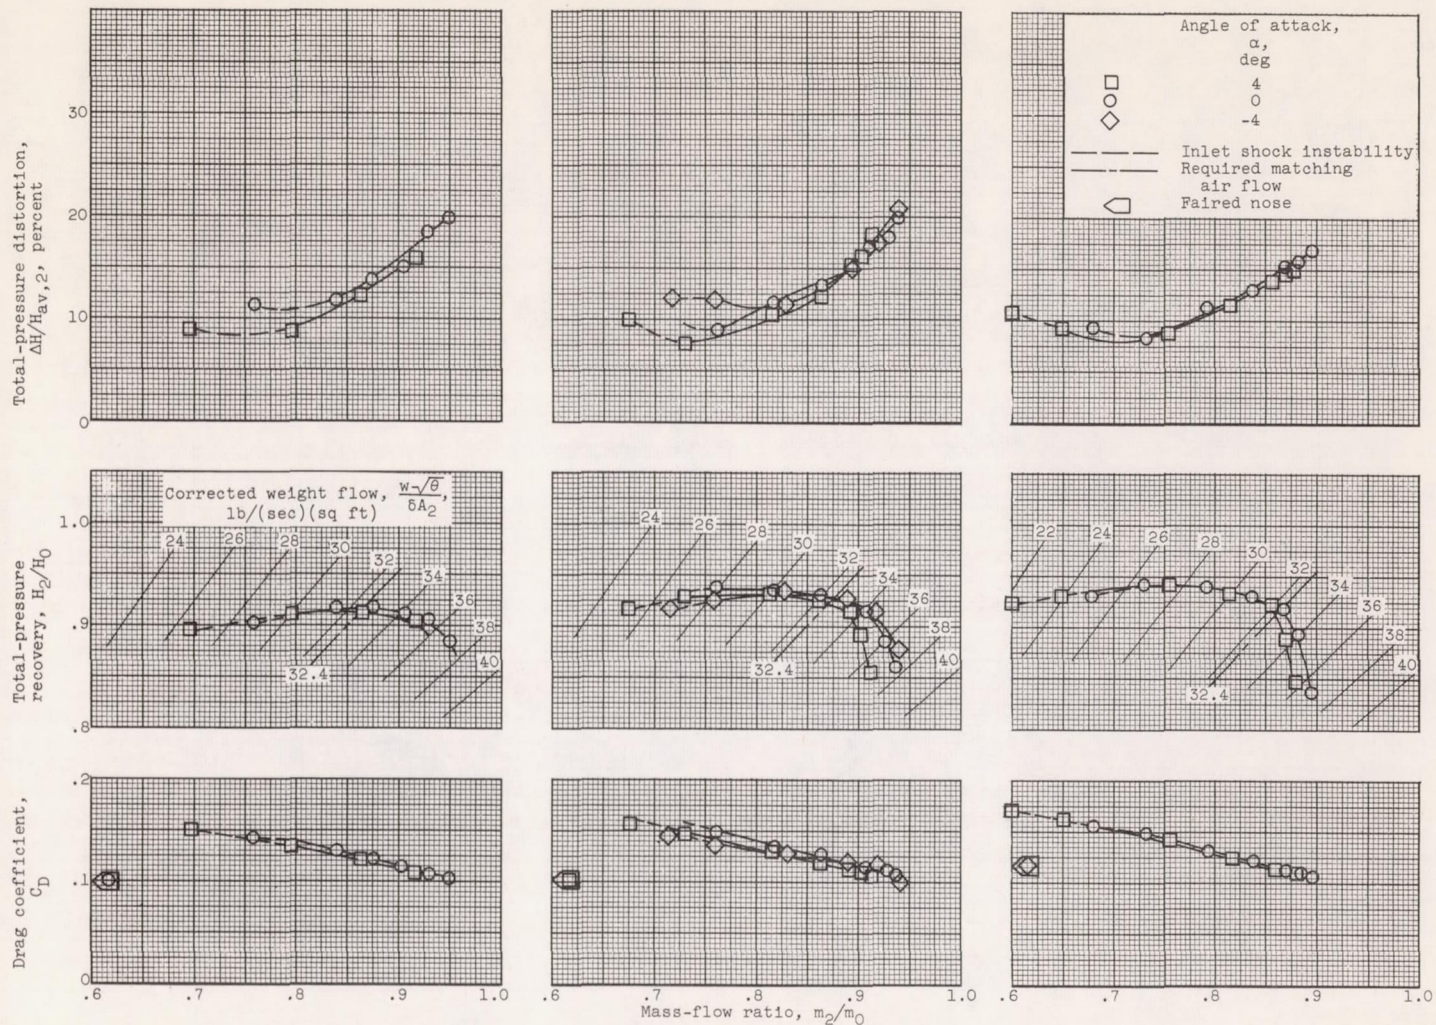 Total-pressure distortion,
ΔH/Hav,2, percent
30
20
10
0
Angle of attack,
α,
deg
4
0
-4
Inlet shock instability
Required matching
air flow
Faired nose
Total-pressure
recovery, H2/H0
1.0
.9
.8
Corrected weight flow, w√θ/δA2,
lb/(sec)(sq ft)
24
26
28
30
32
34
36
38
40
32.4
24
26
28
30
32
34
36
38
40
32.4
22
24
26
28
30
32
34
36
38
40
32.4
Drag coefficient,
CD
.2
.1
0
.6 .7 .8 .9 1.0
.6 .7 .8 .9 1.0
.6 .7 .8 .9 1.0
Mass-flow ratio, m2/m0